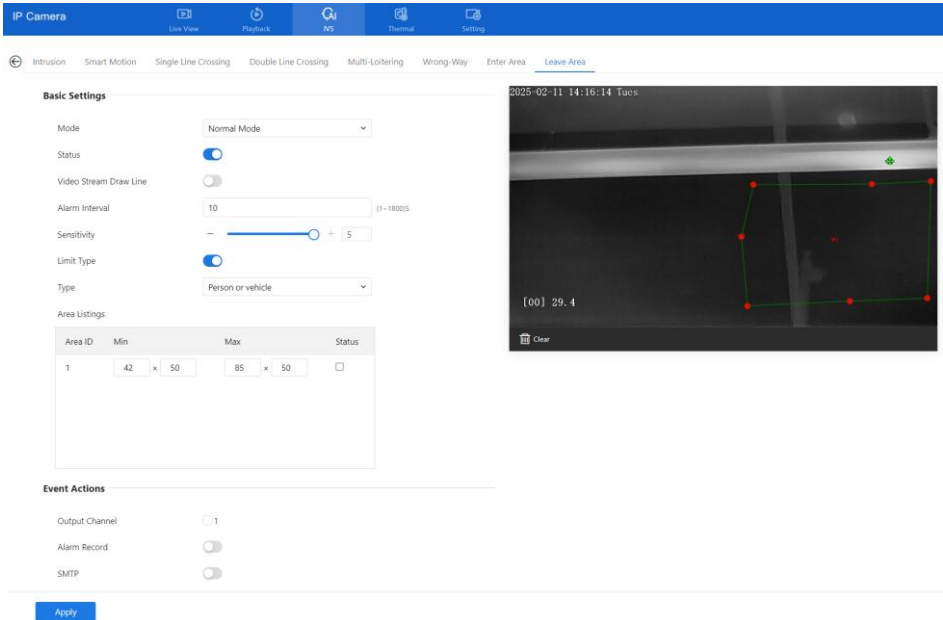 IP Camera
Live View
Playback
AI
IVS
Thermal
Setting
Intrusion Smart Motion Single Line Crossing Double Line Crossing Multi-Loitering Wrong-Way Enter Area Leave Area
Basic Settings
2025-02-11 14:16:14 Tues
Mode Normal Mode
Status
Video Stream Draw Line
Alarm Interval 10 (1~1800)S
Sensitivity − + 5
Limit Type
Type Person or vehicle
[00] 29.4
Area Listings
Clear
Area ID Min Max Status
1 42 × 50 85 × 50
Event Actions
Output Channel 1
Alarm Record
SMTP
Apply